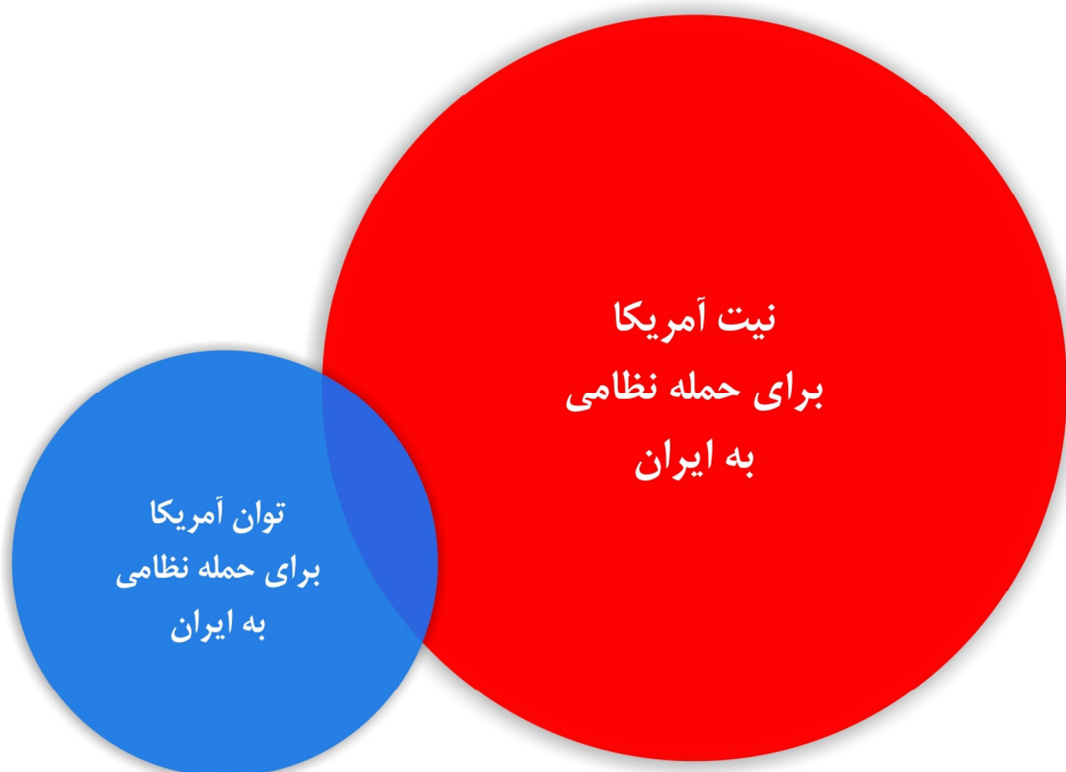 نیت آمریکا
برای حمله نظامی
به ایران
توان آمریکا
برای حمله نظامی
به ایران